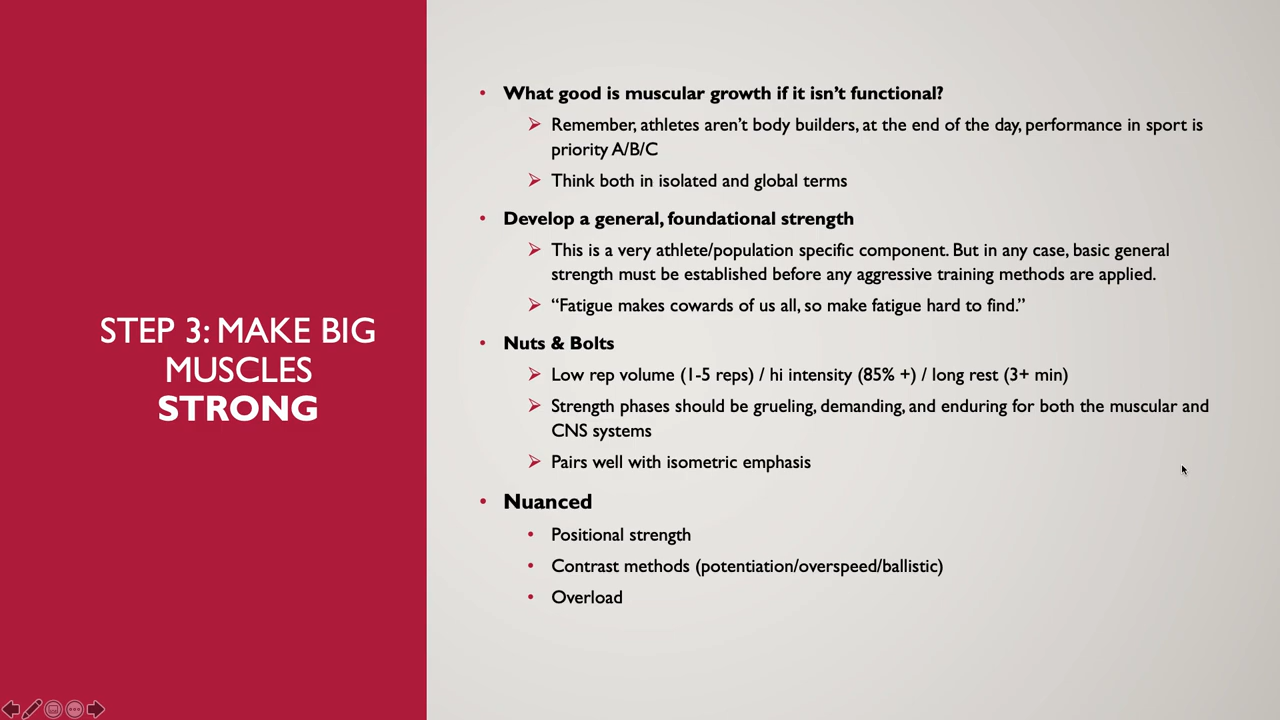 STEP 3: MAKE BIG
MUSCLES
STRONG
• What good is muscular growth if it isn't functional?
➢ Remember, athletes aren't body builders, at the end of the day, performance in sport is
priority A/B/C
➢ Think both in isolated and global terms
• Develop a general, foundational strength
➢ This is a very athlete/population specific component. But in any case, basic general
strength must be established before any aggressive training methods are applied.
➢ “Fatigue makes cowards of us all, so make fatigue hard to find.”
• Nuts & Bolts
➢ Low rep volume (1-5 reps) / hi intensity (85% +) / long rest (3+ min)
➢ Strength phases should be grueling, demanding, and enduring for both the muscular and
CNS systems
➢ Pairs well with isometric emphasis
• Nuanced
• Positional strength
• Contrast methods (potentiation/overspeed/ballistic)
• Overload